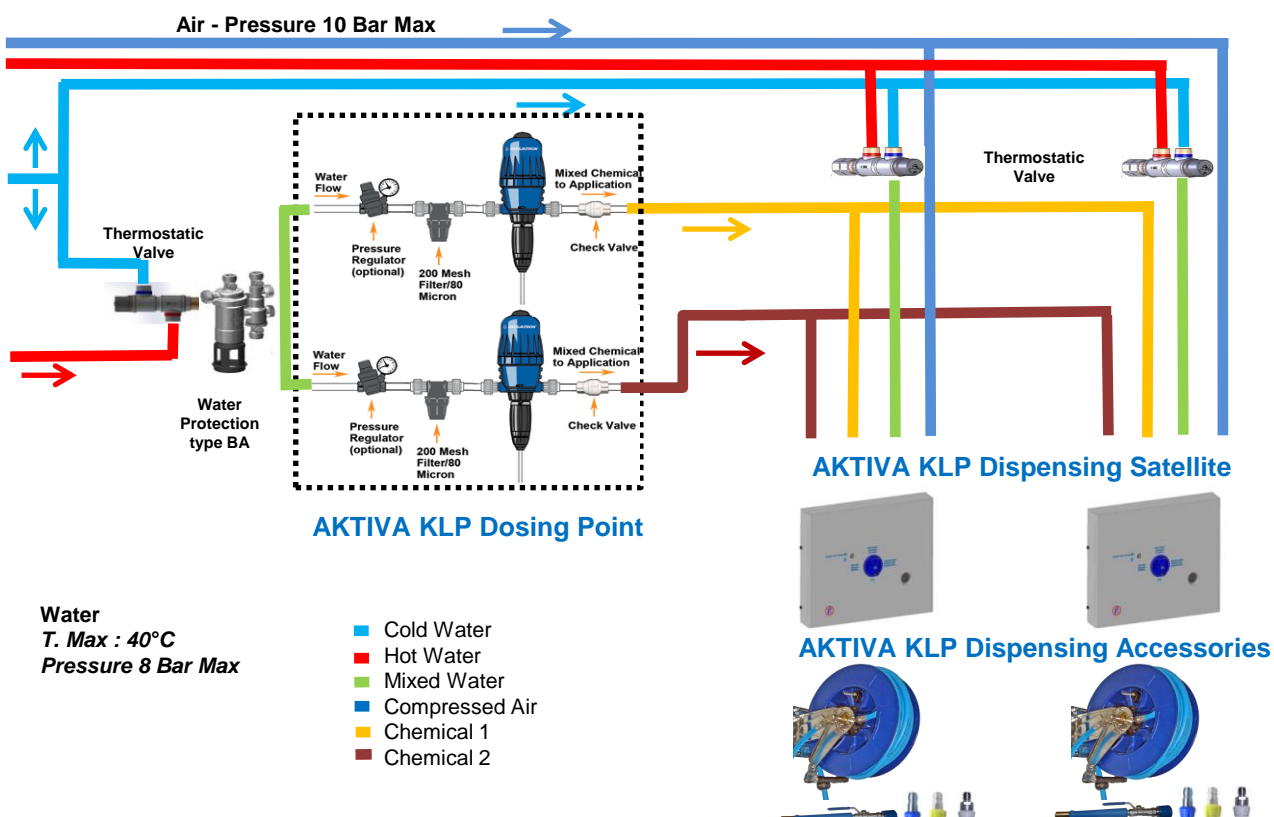 Air - Pressure 10 Bar Max
Thermostatic
Valve
Water
Protection
type BA
Water
Flow
Pressure
Regulator
(optional)
200 Mesh
Filter/80
Micron
Mixed Chemical
to Application
Check Valve
Water
Flow
Pressure
Regulator
(optional)
200 Mesh
Filter/80
Micron
Mixed Chemical
to Application
Check Valve
AKTIVA KLP Dosing Point
Thermostatic
Valve
AKTIVA KLP Dispensing Satellite
AKTIVA KLP Dispensing Accessories
Water
T. Max : 40°C
Pressure 8 Bar Max
Cold Water
Hot Water
Mixed Water
Compressed Air
Chemical 1
Chemical 2